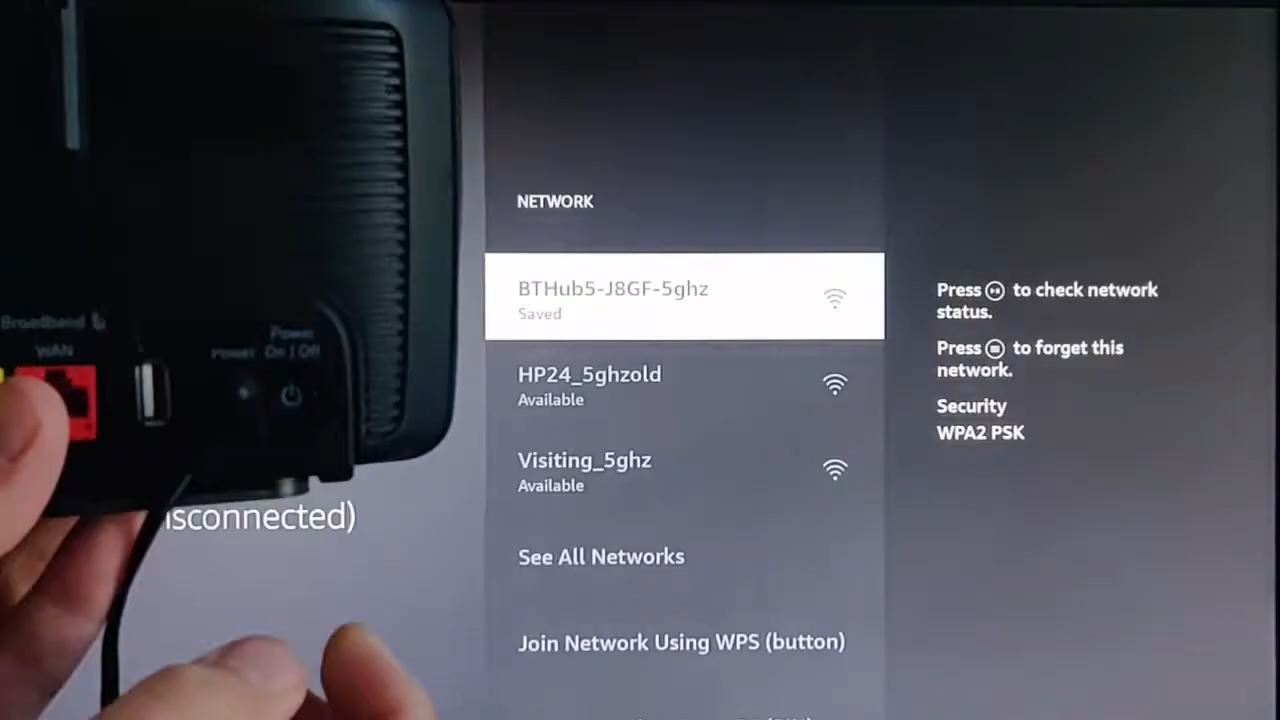 Broadband
WAN
Power
Power
On | Off
isconnected)
NETWORK
BTHub5-J8GF-5ghz
Saved
HP24_5ghzold
Available
Visiting_5ghz
Available
See All Networks
Join Network Using WPS (button)
Press to check network
status.
Press to forget this
network.
Security
WPA2 PSK